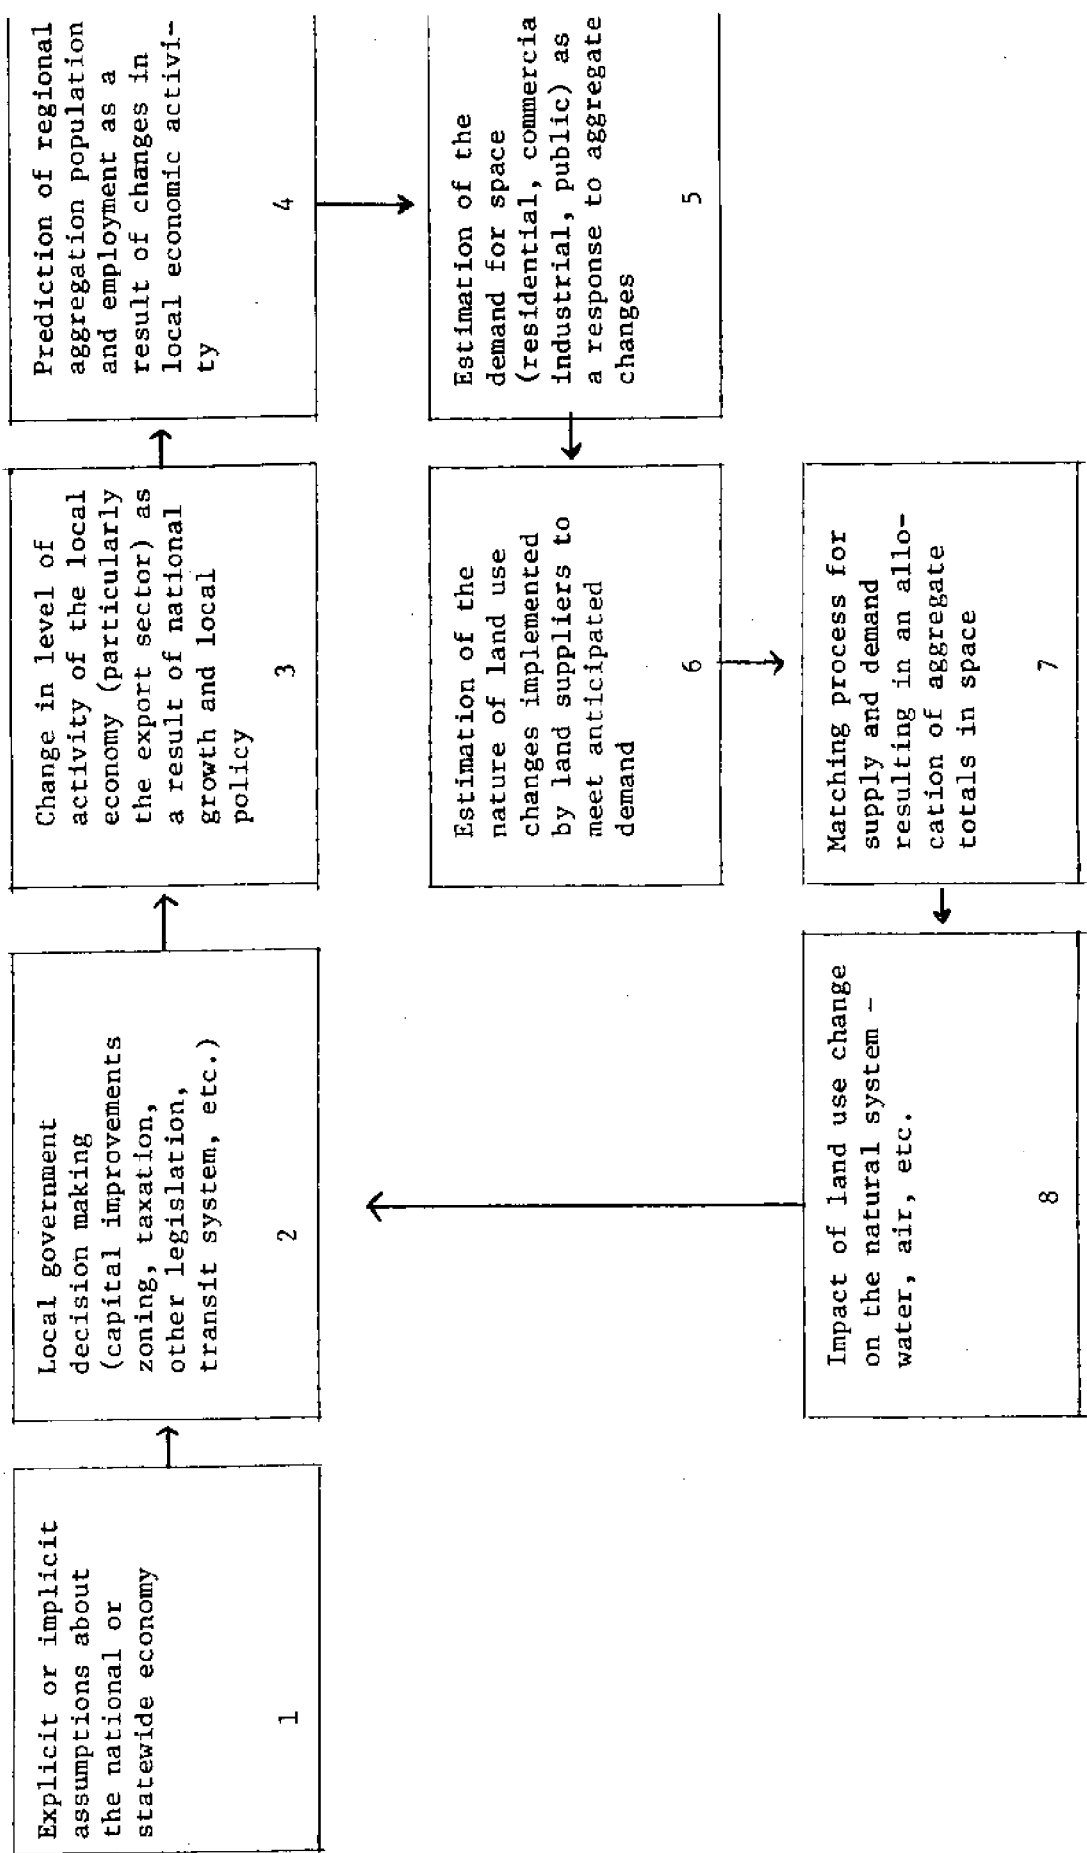 Explicit or implicit
assumptions about
the national or
statewide economy
1
Local government
decision making
(capital improvements
zoning, taxation,
other legislation,
transit system, etc.)
2
Change in level of
activity of the local
economy (particularly
the export sector) as
a result of national
growth and local
policy
3
Prediction of regional
aggregation population
and employment as a
result of changes in
local economic activi-
ty
4
Estimation of the
demand for space
(residential, commercia
industrial, public) as
a response to aggregate
changes
5
Estimation of the
nature of land use
changes implemented
by land suppliers to
meet anticipated
demand
6
Matching process for
supply and demand
resulting in an allo-
cation of aggregate
totals in space
7
Impact of land use change
on the natural system -
water, air, etc.
8